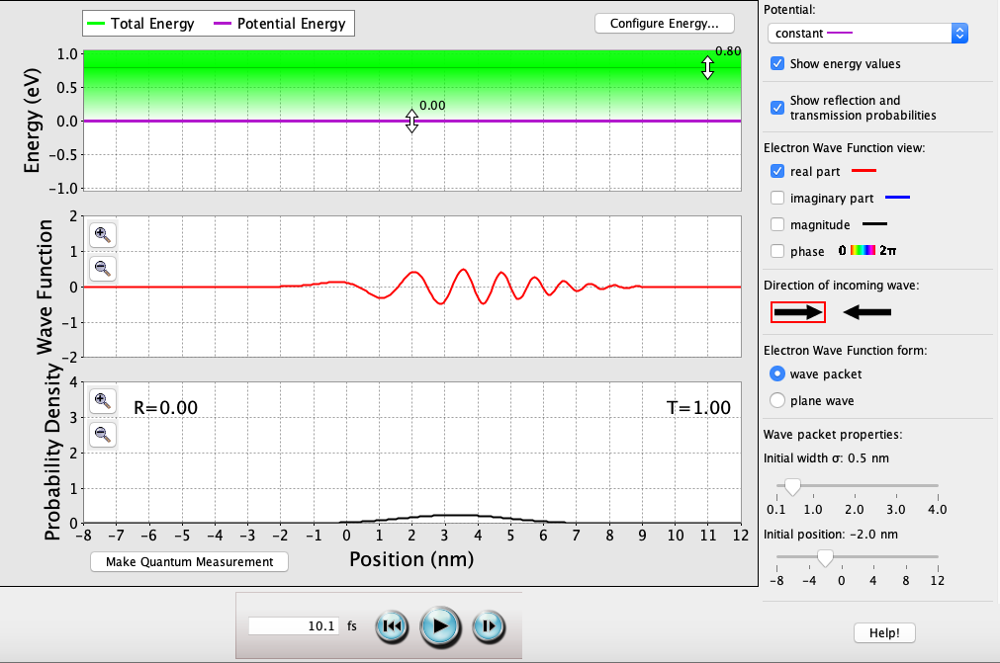 Total Energy Potential Energy
Configure Energy...
Energy (eV)
1.0
0.5
0.0
−0.5
−1.0
0.80
0.00
Wave Function
2
1
0
−1
−2
Probability Density
4
3
2
1
0
R=0.00
T=1.00
−8 −7 −6 −5 −4 −3 −2 −1 0 1 2 3 4 5 6 7 8 9 10 11 12
Position (nm)
Make Quantum Measurement
10.1 fs
Potential:
constant
Show energy values
Show reflection and
transmission probabilities
Electron Wave Function view:
real part
imaginary part
magnitude
phase 0 2π
Direction of incoming wave:
Electron Wave Function form:
wave packet
plane wave
Wave packet properties:
Initial width σ: 0.5 nm
0.1 1.0 2.0 3.0 4.0
Initial position: -2.0 nm
-8 -4 0 4 8 12
Help!